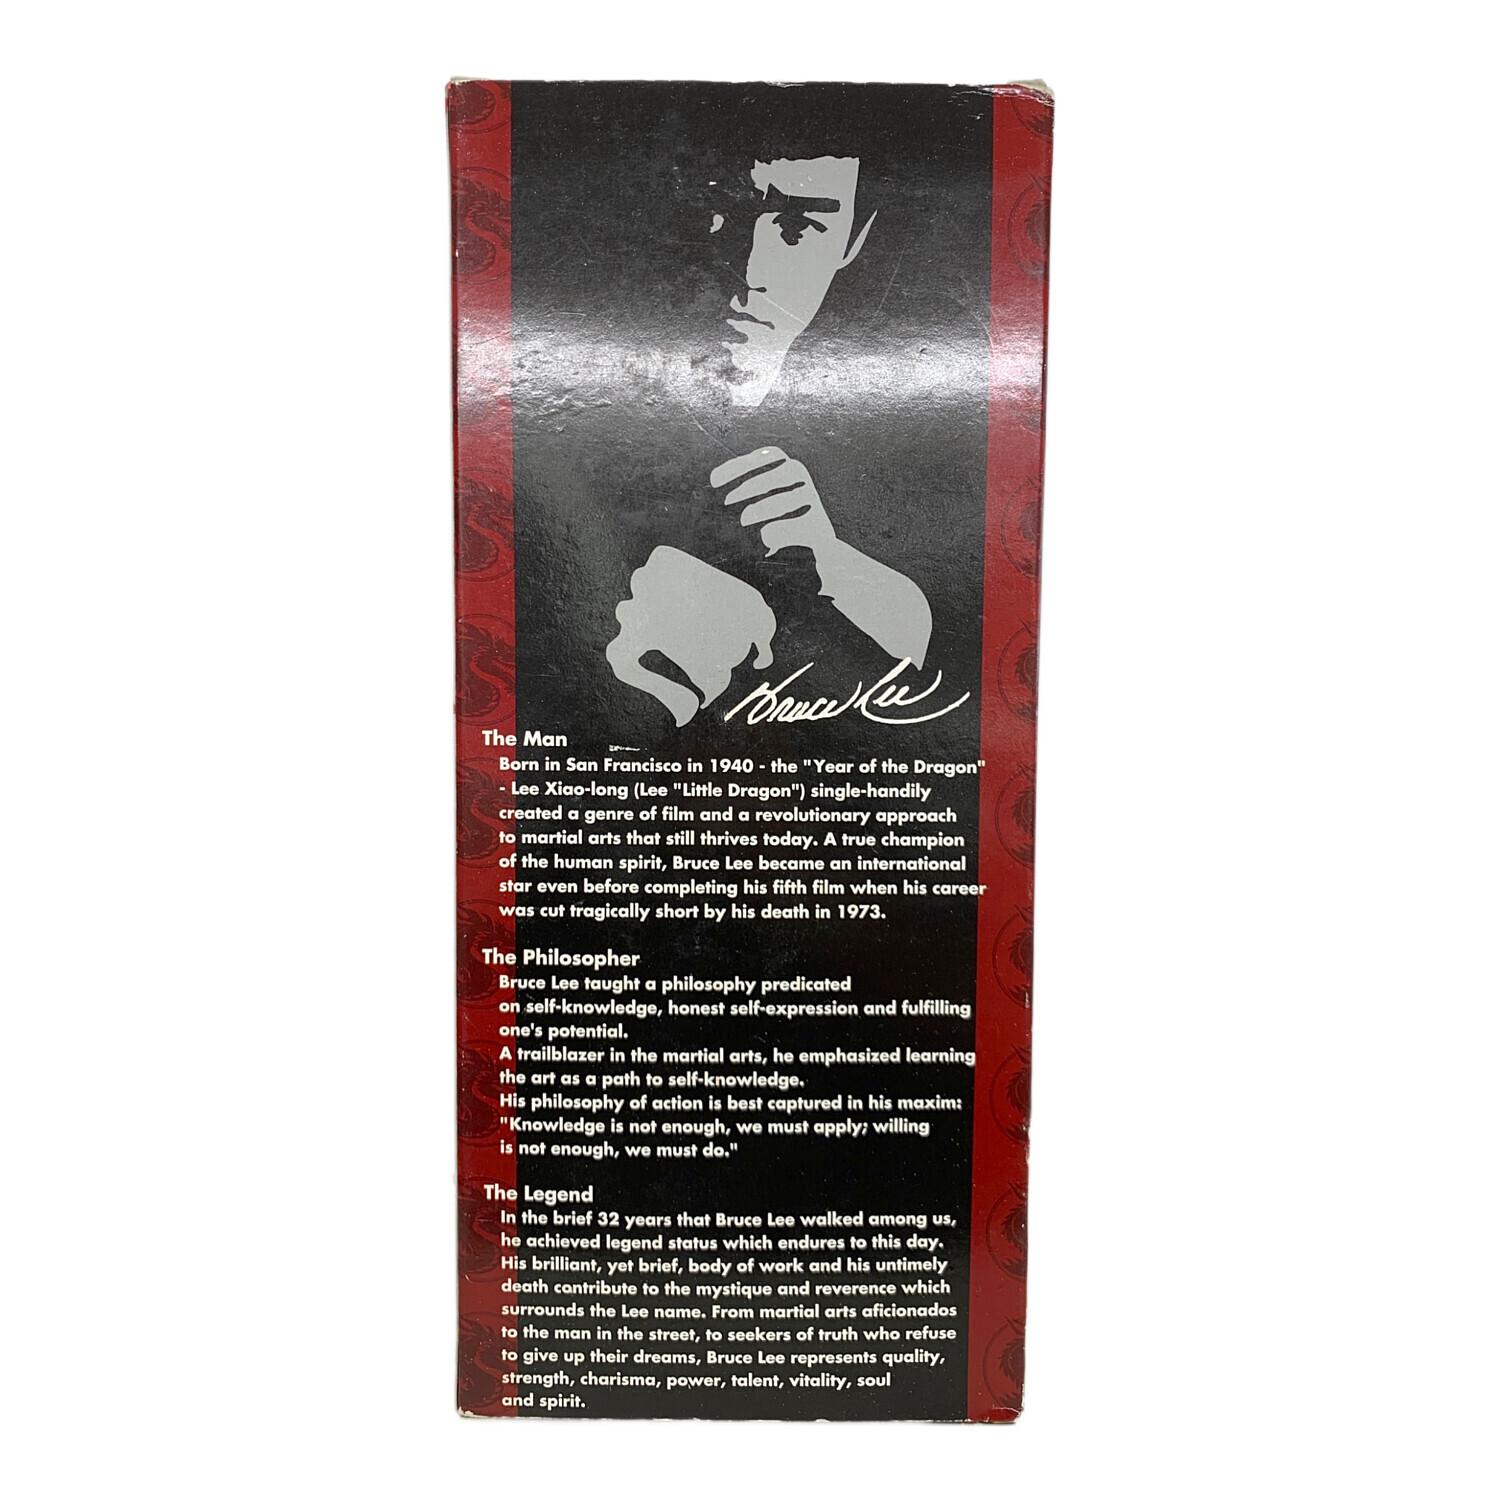 Bruce Lee
The Man
Born in San Francisco in 1940 - the "Year of the Dragon"
- Lee Xiao-long (Lee "Little Dragon") single-handily
created a genre of film and a revolutionary approach
to martial arts that still thrives today. A true champion
of the human spirit, Bruce Lee became an international
star even before completing his fifth film when his career
was cut tragically short by his death in 1973.
The Philosopher
Bruce Lee taught a philosophy predicated
on self-knowledge, honest self-expression and fulfilling
one's potential.
A trailblazer in the martial arts, he emphasized learning
the art as a path to self-knowledge.
His philosophy of action is best captured in his maxim:
"Knowledge is not enough, we must apply; willing
is not enough, we must do."
The Legend
In the brief 32 years that Bruce Lee walked among us,
he achieved legend status which endures to this day.
His brilliant, yet brief, body of work and his untimely
death contribute to the mystique and reverence which
surrounds the Lee name. From martial arts aficionados
to the man in the street, to seekers of truth who refuse
to give up their dreams, Bruce Lee represents quality,
strength, charisma, power, talent, vitality, soul
and spirit.